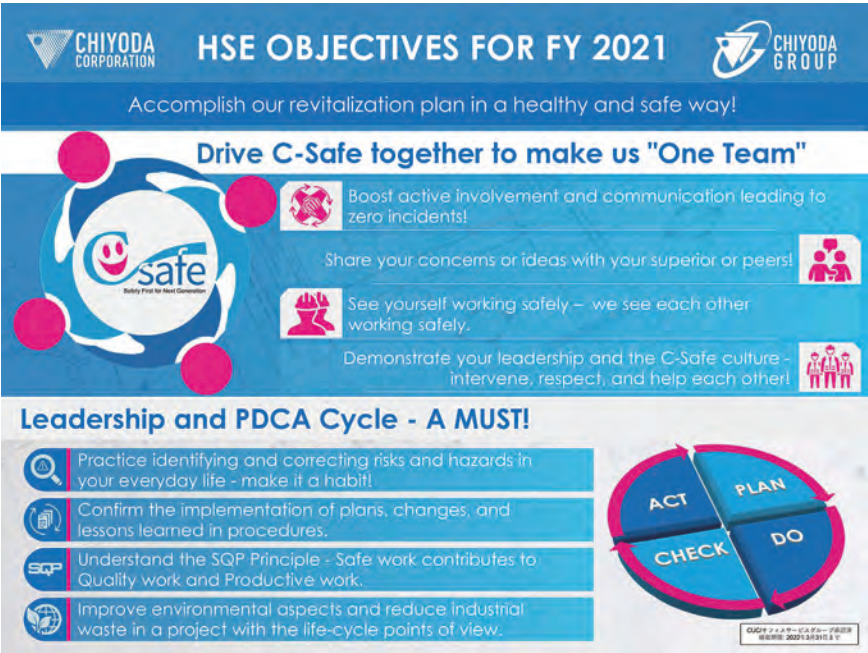 CHIYODA
CORPORATION
HSE OBJECTIVES FOR FY 2021
CHIYODA
GROUP
Accomplish our revitalization plan in a healthy and safe way!
Drive C-Safe together to make us "One Team"
C safe
Safety First for Next Generation
Boost active involvement and communication leading to
zero incidents!
Share your concerns or ideas with your superior or peers!
See yourself working safely – we see each other
working safely.
Demonstrate your leadership and the C-Safe culture -
intervene, respect, and help each other!
Leadership and PDCA Cycle - A MUST!
Practice identifying and correcting risks and hazards in
your everyday life - make it a habit!
Confirm the implementation of plans, changes, and
lessons learned in procedures.
SQP
Understand the SQP Principle - Safe work contributes to
Quality work and Productive work.
Improve environmental aspects and reduce industrial
waste in a project with the life-cycle points of view.
ACT
PLAN
CHECK
DO